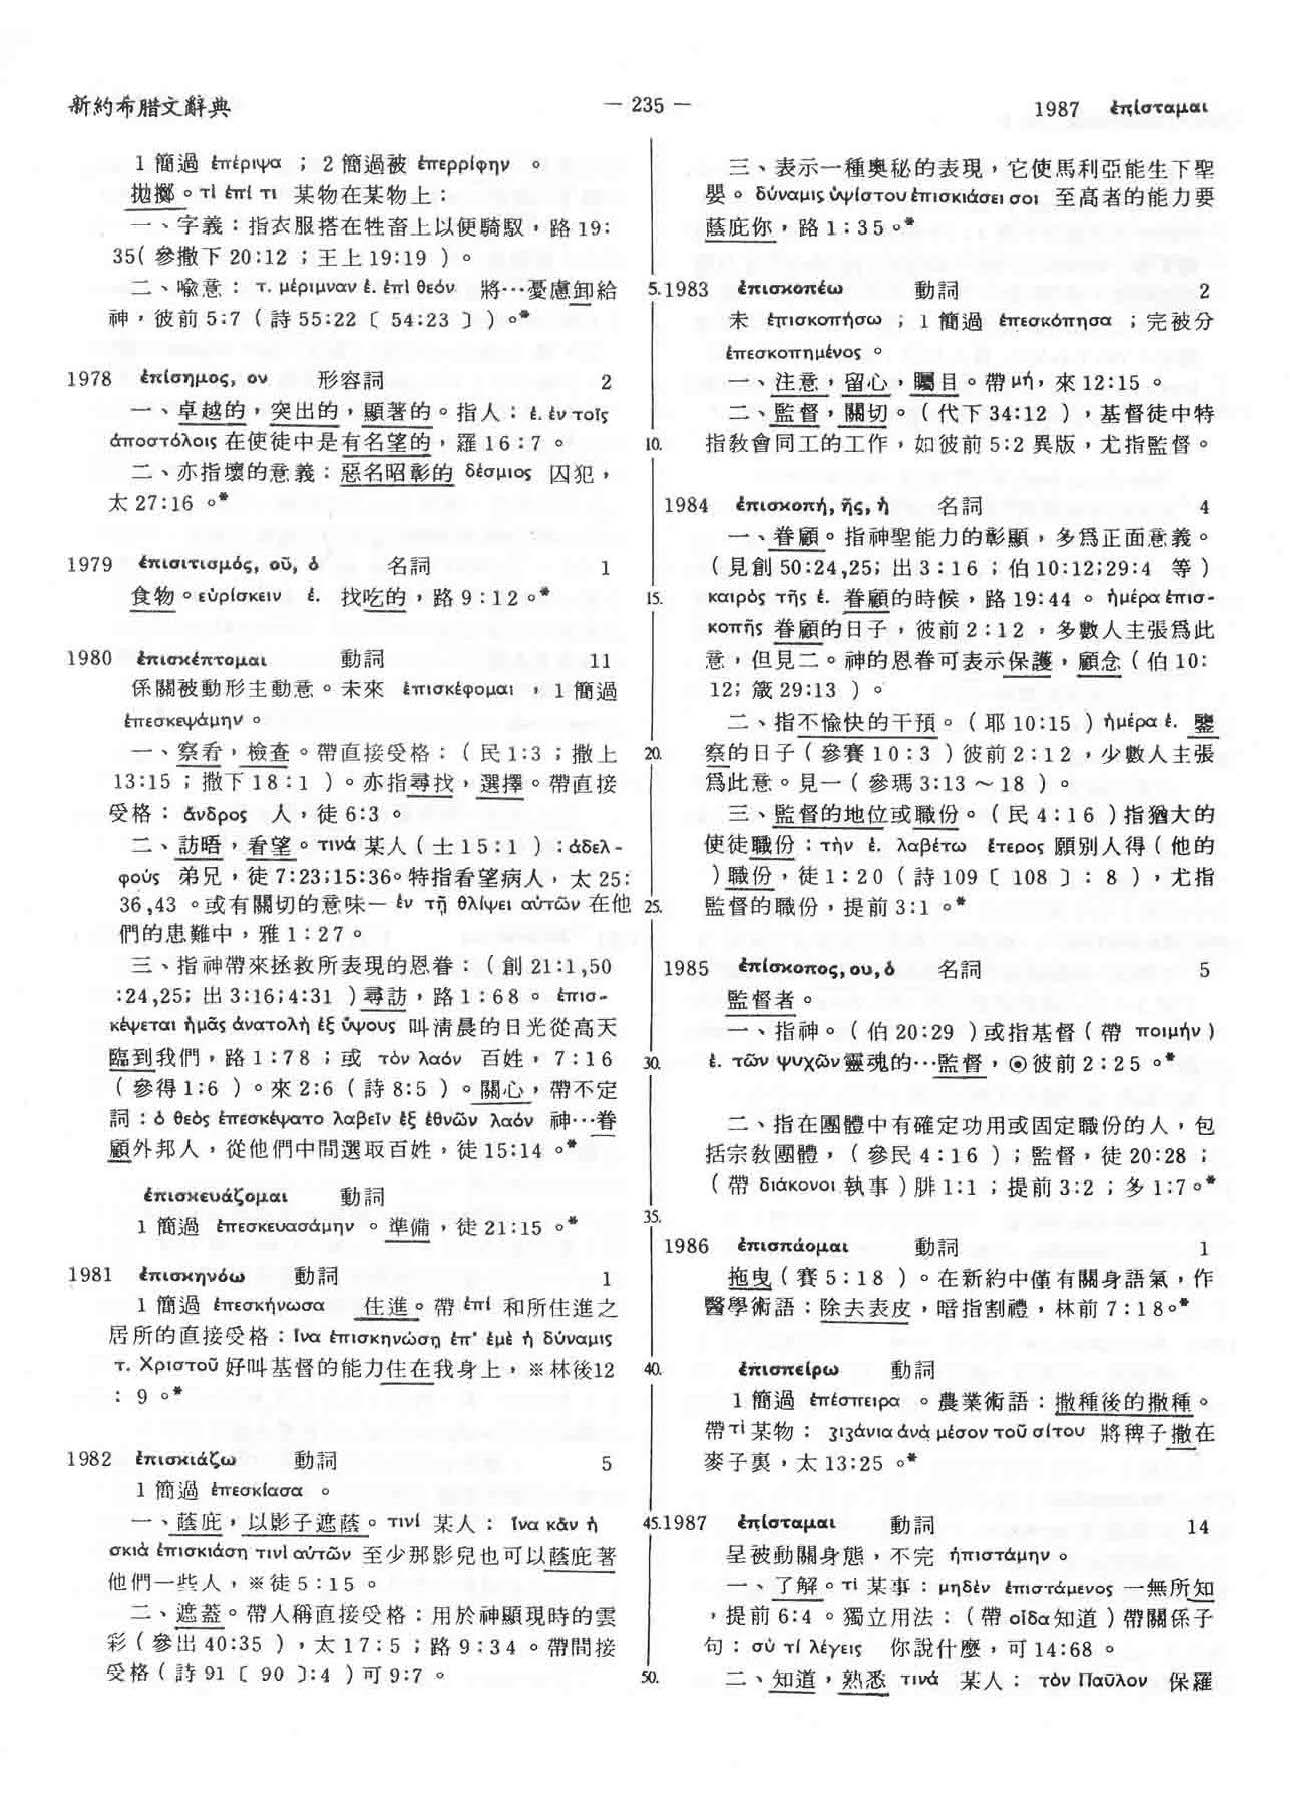 新約希腊文辭典
— 235 —
1987 ἐπίσταμαι
1 簡過 ἐπέριψα ；2 簡過被 ἐπερρίφην 。
拋擲。τὶ ἐπί τι 某物在某物上：
一、字義：指衣服搭在牲畜上以便騎馭，路 19:
35( 參撒下 20:12 ；王上 19:19 ) 。
二、喩意： τ. μέριμναν ἐ. ἐπὶ θεόν 將…憂慮卸給
神，彼前 5:7 ( 詩 55:22 〔 54:23 〕 ) 。*
1978 ἐπίσημος, ον 形容詞 2
一、卓越的，突出的，顯著的。指人：ἐ. ἐν τοῖς
ἀποστόλοις 在使徒中是有名望的，羅 16：7 。
二、亦指壞的意義：惡名昭彰的 δέσμιος 囚犯，
太 27:16 。*
1979 ἐπισιτισμός, οῦ, ὁ 名詞 1
食物。εὑρίσκειν ἐ. 找吃的，路 9：12。*
1980 ἐπισκέπτομαι 動詞 11
係關被動形主動意。未來 ἐπισκέφομαι ，1 簡過
ἐπεσκεψάμην 。
一、察看，檢查。帶直接受格：( 民 1:3 ；撒上
13:15 ；撒下 18：1 ) 。亦指尋找，選擇。帶直接
受格：ἄνδρος 人，徒 6:3 。
二、訪晤，看望。τινά 某人 ( 士 15：1 ) ：ἀδελ-
φούς 弟兄，徒 7:23;15:36。特指看望病人，太 25:
36,43 。或有關切的意味— ἐν τῇ θλίψει αὐτῶν 在他
們的患難中，雅 1：27。
三、指神帶來拯救所表現的恩眷：( 創 21:1,50
:24,25; 出 3:16;4:31 ) 尋訪，路 1：68 。ἐπισ-
κέψεται ἡμᾶς ἀνατολὴ ἐξ ὕψους 叫清晨的日光從高天
臨到我們，路 1：78 ；或 τὸν λαόν 百姓，7：16
( 參得 1:6 ) 。來 2:6 ( 詩 8:5 ) 。關心，帶不定
詞：ὁ θεὸς ἐπεσκέψατο λαβεῖν ἐξ ἐθνῶν λαόν 神…眷
顧外邦人，從他們中間選取百姓，徒 15:14 。*
ἐπισκευάζομαι 動詞
1 簡過 ἐπεσκευασάμην 。準備，徒 21:15 。*
1981 ἐπισκηνόω 動詞 1
1 簡過 ἐπεσκήνωσα 住進。帶 ἐπί 和所住進之
居所的直接受格：ἵνα ἐπισκηνώσῃ ἐπ' ἐμὲ ἡ δύναμις
τ. Χριστοῦ 好叫基督的能力住在我身上，※林後12
：9 。*
1982 ἐπισκιάζω 動詞 5
1 簡過 ἐπεσκίασα 。
一、蔭庇，以影子遮蔭。τινί 某人：ἵνα κἂν ἡ
σκιὰ ἐπισκιάσῃ τινὶ αὐτῶν 至少那影兒也可以蔭庇著
他們一些人，※徒 5：15 。
二、遮蓋。帶人稱直接受格：用於神顯現時的雲
彩 ( 參出 40:35 ) ，太 17：5 ；路 9：34 。帶間接
受格 ( 詩 91 〔 90 〕:4 ) 可 9:7 。
5.
10.
15.
20.
25.
30.
35.
40.
45.
50.
三、表示一種奧秘的表現，它使馬利亞能生下聖
嬰。δύναμις ὑψίστου ἐπισκιάσει σοι 至高者的能力要
蔭庇你，路 1：35。*
1983 ἐπισκοπέω 動詞 2
未 ἐπισκοπήσω ；1 簡過 ἐπεσκόπησα ；完被分
ἐπεσκοπημένος 。
一、注意，留心，矚目。帶 μή，來 12:15 。
二、監督，關切。( 代下 34:12 ) ，基督徒中特
指敎會同工的工作，如彼前 5:2 異版，尤指監督。
1984 ἐπισκοπή, ῆς, ἡ 名詞 4
一、眷顧。指神聖能力的彰顯，多爲正面意義。
( 見創 50:24,25; 出 3：16 ；伯 10:12;29:4 等 )
καιρὸς τῆς ἐ. 眷顧的時候，路 19:44 。ἡμέρα ἐπισ-
κοπῆς 眷顧的日子，彼前 2：12 ，多數人主張爲此
意，但見二。神的恩眷可表示保護，顧念 ( 伯 10:
12; 箴 29:13 ) 。
二、指不愉快的干預。( 耶 10:15 ) ἡμέρα ἐ. 鑒
察的日子 ( 參賽 10：3 ) 彼前 2：12 ，少數人主張
爲此意。見一 ( 參瑪 3:13 ～ 18 ) 。
三、監督的地位或職份。( 民 4：16 ) 指猶大的
使徒職份：τὴν ἐ. λαβέτω ἕτερος 願別人得 ( 他的
) 職份，徒 1：20 ( 詩 109 〔 108 〕：8 ) ，尤指
監督的職份，提前 3:1 。*
1985 ἐπίσκοπος, ου, ὁ 名詞 5
監督者。
一、指神。( 伯 20:29 ) 或指基督 ( 帶 ποιμήν )
ἐ. τῶν ψυχῶν 靈魂的…監督，⊙彼前 2：25 。*
二、指在團體中有確定功用或固定職份的人，包
括宗敎團體，( 參民 4：16 ) ；監督，徒 20:28 ；
( 帶 διάκονοι 執事 ) 腓 1:1 ；提前 3:2 ；多 1:7。*
1986 ἐπισπάομαι 動詞 1
拖曳 ( 賽 5：18 ) 。在新約中僅有關身語氣，作
醫學術語：除去表皮，暗指割禮，林前 7：18。*
ἐπισπείρω 動詞
1 簡過 ἐπέσπειρα 。農業術語：撒種後的撒種。
帶 τὶ 某物： ζιζάνια ἀνὰ μέσον τοῦ σίτου 將稗子撒在
麥子裏，太 13:25 。*
1987 ἐπίσταμαι 動詞 14
呈被動關身態，不完 ἠπιστάμην 。
一、了解。τὶ 某事：μηδὲν ἐπιστάμενος 一無所知
，提前 6:4 。獨立用法：( 帶 οἶδα 知道 ) 帶關係子
句：σὺ τί λέγεις 你說什麼，可 14:68 。
二、知道，熟悉 τινά 某人： τὸν Παῦλον 保羅